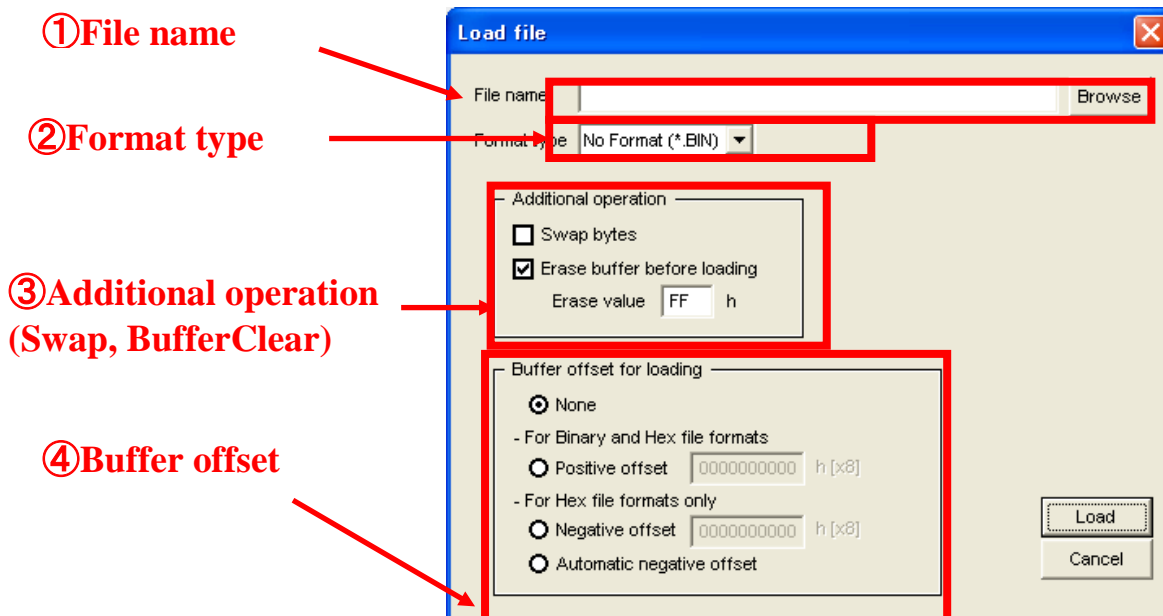 ①File name
Load file
File name
Browse
②Format type
Format type
No Format (*.BIN)
Additional operation
Swap bytes
Erase buffer before loading
③Additional operation
Erase value FF h
(Swap, BufferClear)
Buffer offset for loading
None
- For Binary and Hex file formats
④Buffer offset
Positive offset 0000000000 h [x8]
- For Hex file formats only
Negative offset 0000000000 h [x8]
Load
Automatic negative offset
Cancel